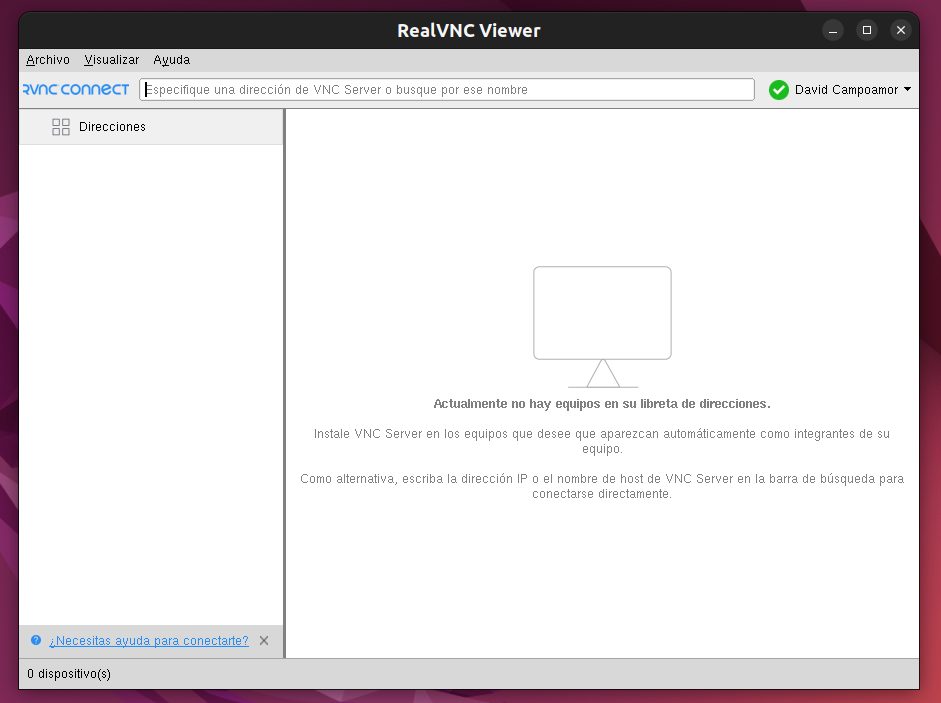 RealVNC Viewer
Archivo Visualizar Ayuda
RVNC CONNECT Especifique una dirección de VNC Server o busque por ese nombre David Campoamor
Direcciones
Actualmente no hay equipos en su libreta de direcciones.
Instale VNC Server en los equipos que desee que aparezcan automáticamente como integrantes de su
equipo.
Como alternativa, escriba la dirección IP o el nombre de host de VNC Server en la barra de búsqueda para
conectarse directamente.
? ¿Necesitas ayuda para conectarte?
0 dispositivo(s)